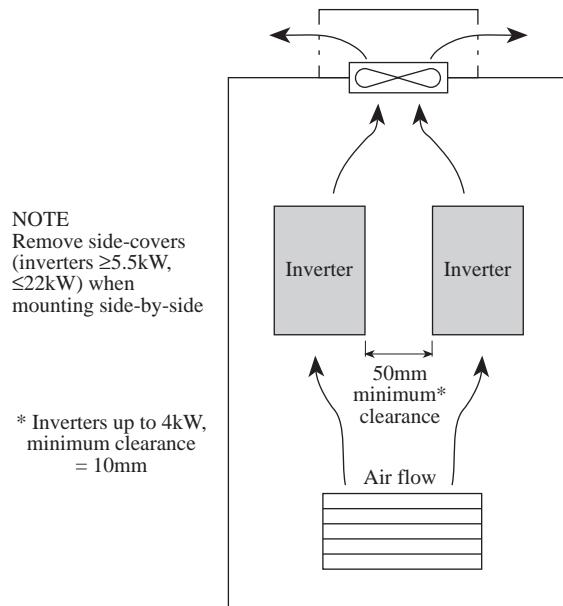 NOTE
Remove side-covers
(inverters ≥5.5kW,
≤22kW) when
mounting side-by-side
* Inverters up to 4kW,
minimum clearance
= 10mm
Inverter
Inverter
50mm
minimum*
clearance
Air flow